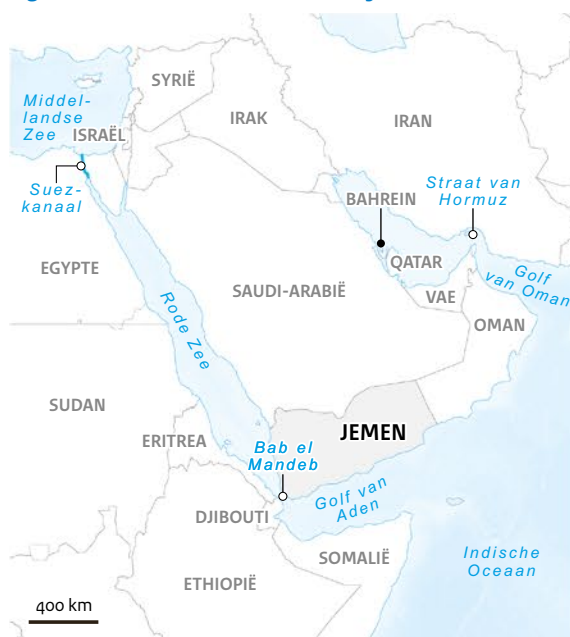 SYRIË
Middel-
landse
Zee
ISRAËL
IRAK
IRAN
Suez-
kanaal
BAHREIN
Straat van
Hormuz
EGYPTE
QATAR
Golf
van Oman
SAUDI-ARABIË
VAE
OMAN
Rode Zee
SUDAN
ERITREA
JEMEN
Bab el
Mandeb
Golf van
Aden
DJIBOUTI
SOMALIË
Indische
Oceaan
ETHIOPIË
400 km